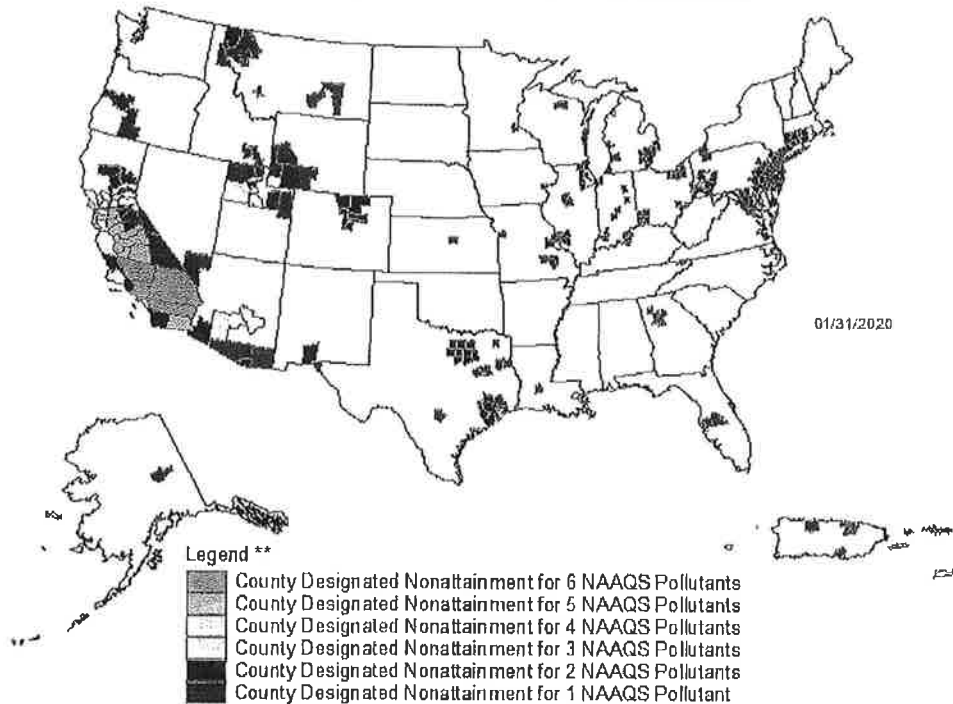 01/31/2020
Legend **
County Designated Nonattainment for 6 NAAQS Pollutants
County Designated Nonattainment for 5 NAAQS Pollutants
County Designated Nonattainment for 4 NAAQS Pollutants
County Designated Nonattainment for 3 NAAQS Pollutants
County Designated Nonattainment for 2 NAAQS Pollutants
County Designated Nonattainment for 1 NAAQS Pollutant